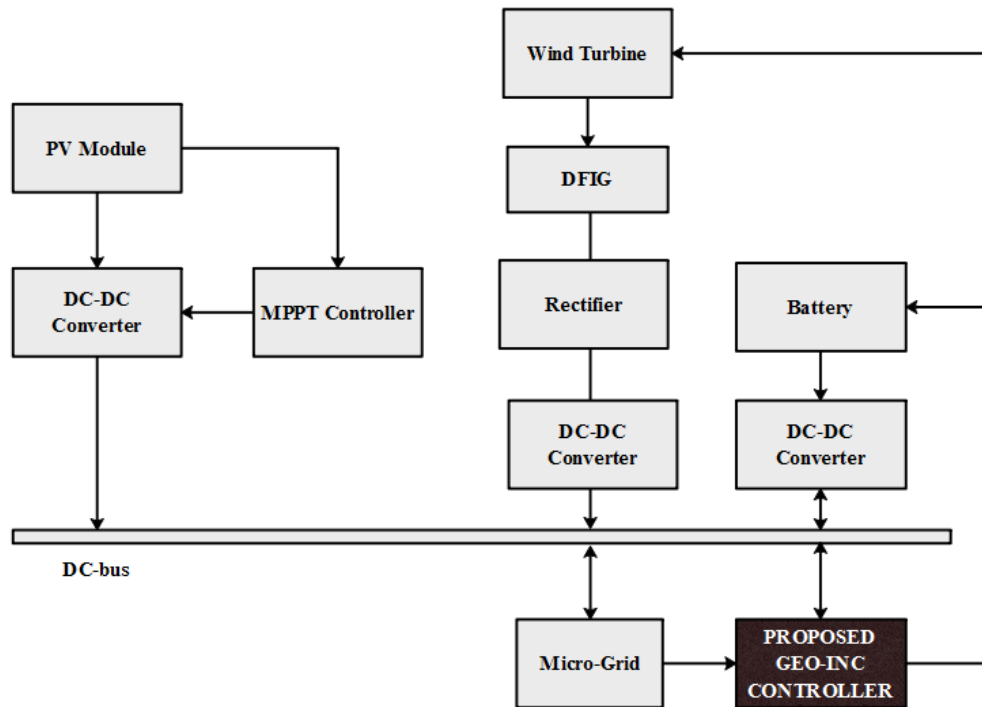 Wind Turbine
PV Module
DFIG
DC-DC
Converter
MPPT Controller
Rectifier
Battery
DC-DC
Converter
DC-DC
Converter
DC-bus
Micro-Grid
PROPOSED
GEO-INC
CONTROLLER